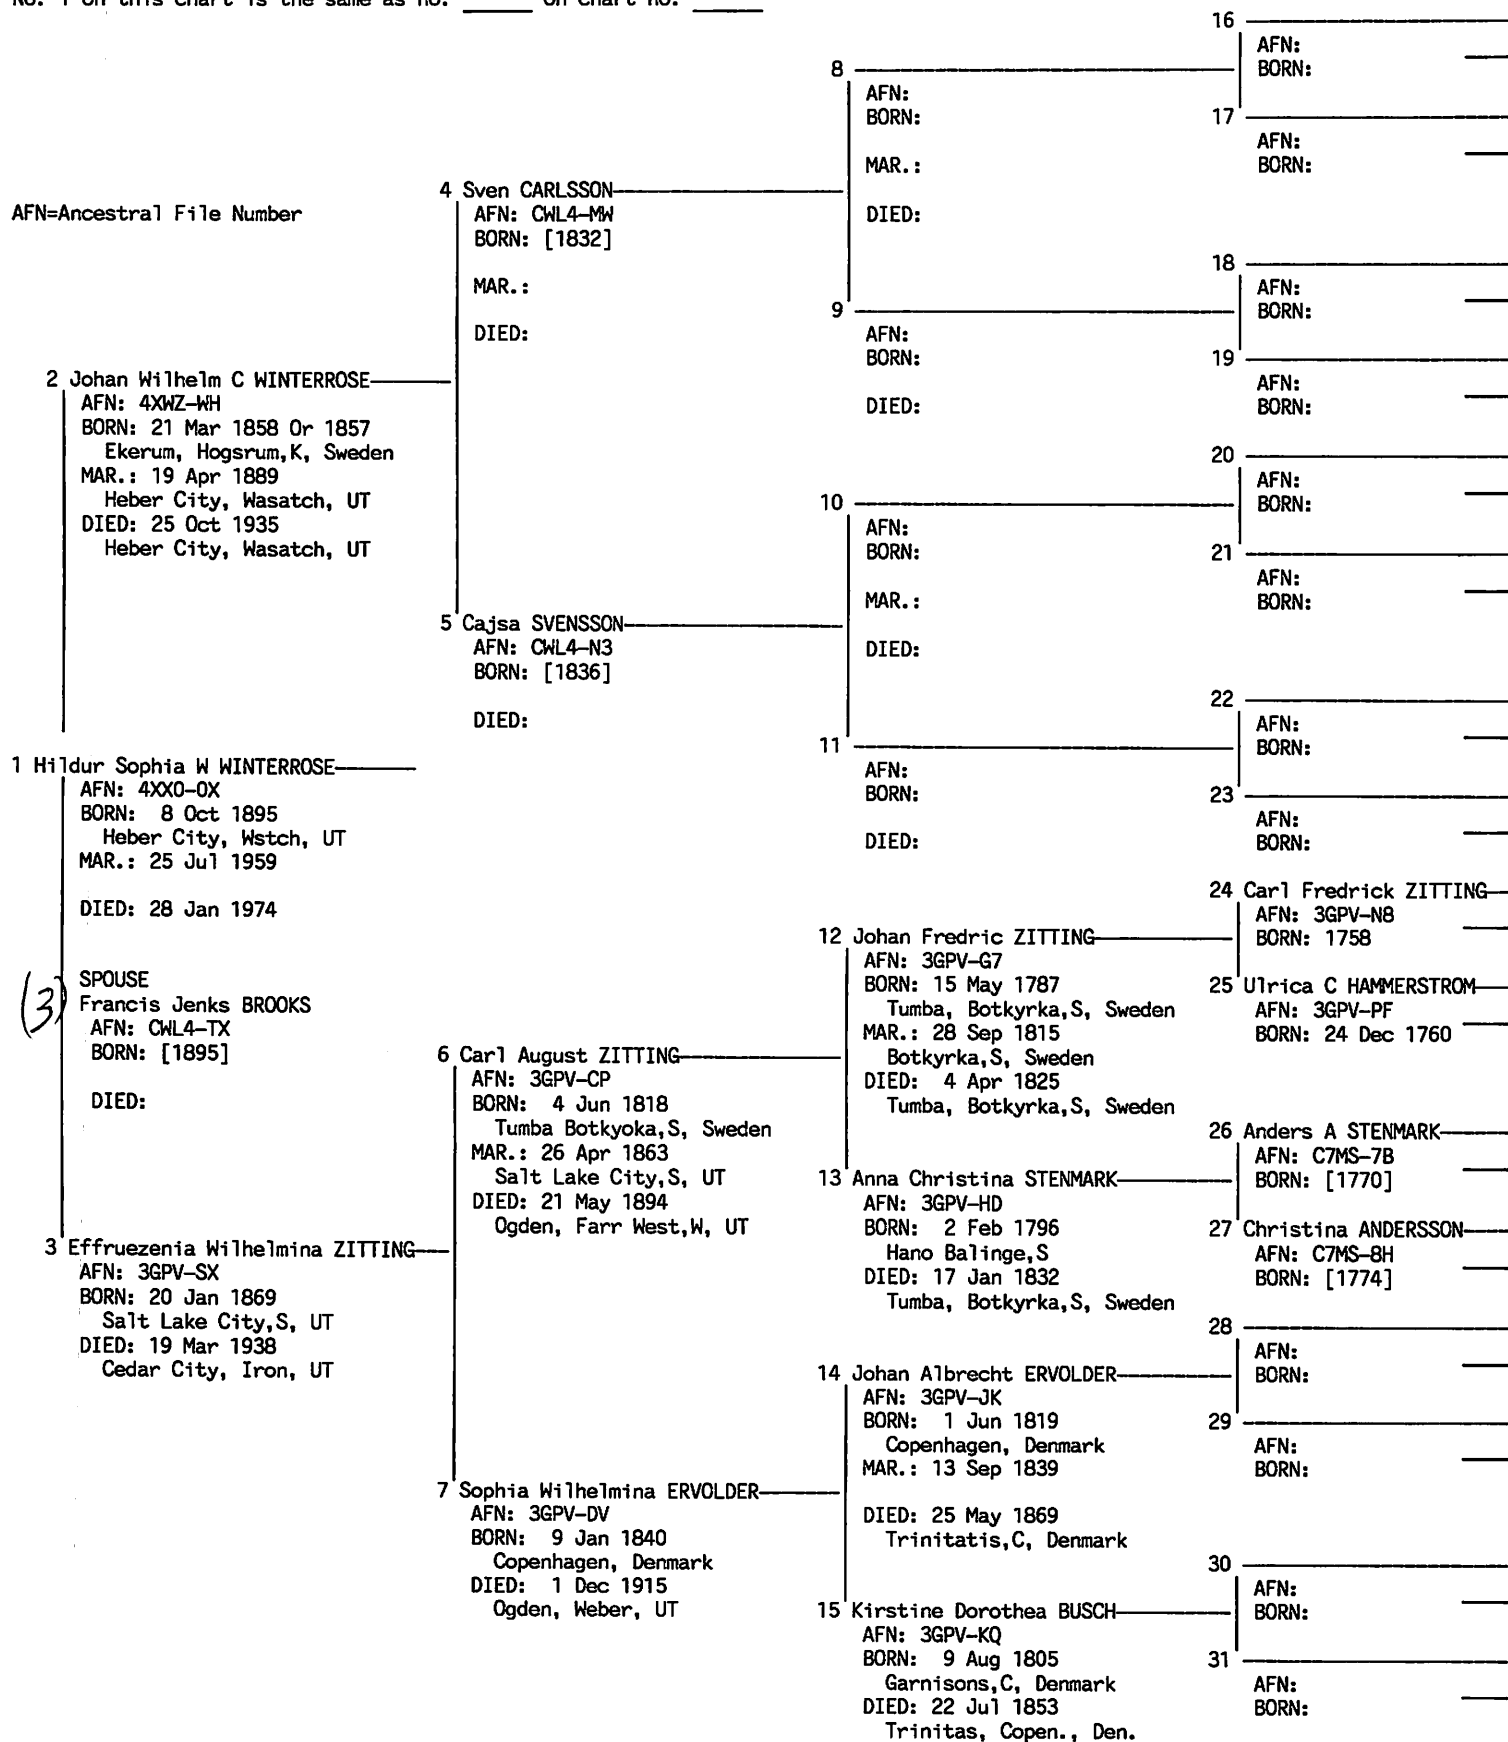 No. 1 on this chart is the same as no. _____ on chart no. _____
AFN=Ancestral File Number
1 Hildur Sophia W WINTERROSE
AFN: 4XX0-0X
BORN: 8 Oct 1895
Heber City, Wstch, UT
MAR.: 25 Jul 1959
DIED: 28 Jan 1974
(3)
SPOUSE
Francis Jenks BROOKS
AFN: CWL4-TX
BORN: [1895]
DIED:
2 Johan Wilhelm C WINTERROSE
AFN: 4XWZ-WH
BORN: 21 Mar 1858 Or 1857
Ekerum, Hogsrum,K, Sweden
MAR.: 19 Apr 1889
Heber City, Wasatch, UT
DIED: 25 Oct 1935
Heber City, Wasatch, UT
3 Effruezenia Wilhelmina ZITTING
AFN: 3GPV-SX
BORN: 20 Jan 1869
Salt Lake City,S, UT
DIED: 19 Mar 1938
Cedar City, Iron, UT
4 Sven CARLSSON
AFN: CWL4-MW
BORN: [1832]
MAR.:
DIED:
5 Cajsa SVENSSON
AFN: CWL4-N3
BORN: [1836]
DIED:
6 Carl August ZITTING
AFN: 3GPV-CP
BORN: 4 Jun 1818
Tumba Botkyoka,S, Sweden
MAR.: 26 Apr 1863
Salt Lake City,S, UT
DIED: 21 May 1894
Ogden, Farr West,W, UT
7 Sophia Wilhelmina ERVOLDER
AFN: 3GPV-DV
BORN: 9 Jan 1840
Copenhagen, Denmark
DIED: 1 Dec 1915
Ogden, Weber, UT
8
AFN:
BORN:
MAR.:
DIED:
9
AFN:
BORN:
DIED:
10
AFN:
BORN:
MAR.:
DIED:
11
AFN:
BORN:
DIED:
12 Johan Fredric ZITTING
AFN: 3GPV-G7
BORN: 15 May 1787
Tumba, Botkyrka,S, Sweden
MAR.: 28 Sep 1815
Botkyrka,S, Sweden
DIED: 4 Apr 1825
Tumba, Botkyrka,S, Sweden
13 Anna Christina STENMARK
AFN: 3GPV-HD
BORN: 2 Feb 1796
Hano Balinge,S
DIED: 17 Jan 1832
Tumba, Botkyrka,S, Sweden
14 Johan Albrecht ERVOLDER
AFN: 3GPV-JK
BORN: 1 Jun 1819
Copenhagen, Denmark
MAR.: 13 Sep 1839
DIED: 25 May 1869
Trinitatis,C, Denmark
15 Kirstine Dorothea BUSCH
AFN: 3GPV-KQ
BORN: 9 Aug 1805
Garnisons,C, Denmark
DIED: 22 Jul 1853
Trinitas, Copen., Den.
16
AFN:
BORN:
17
AFN:
BORN:
18
AFN:
BORN:
19
AFN:
BORN:
20
AFN:
BORN:
21
AFN:
BORN:
22
AFN:
BORN:
23
AFN:
BORN:
24 Carl Fredrick ZITTING
AFN: 3GPV-N8
BORN: 1758
25 Ulrica C HAMMERSTROM
AFN: 3GPV-PF
BORN: 24 Dec 1760
26 Anders A STENMARK
AFN: C7MS-7B
BORN: [1770]
27 Christina ANDERSSON
AFN: C7MS-8H
BORN: [1774]
28
AFN:
BORN:
29
AFN:
BORN:
30
AFN:
BORN:
31
AFN:
BORN: